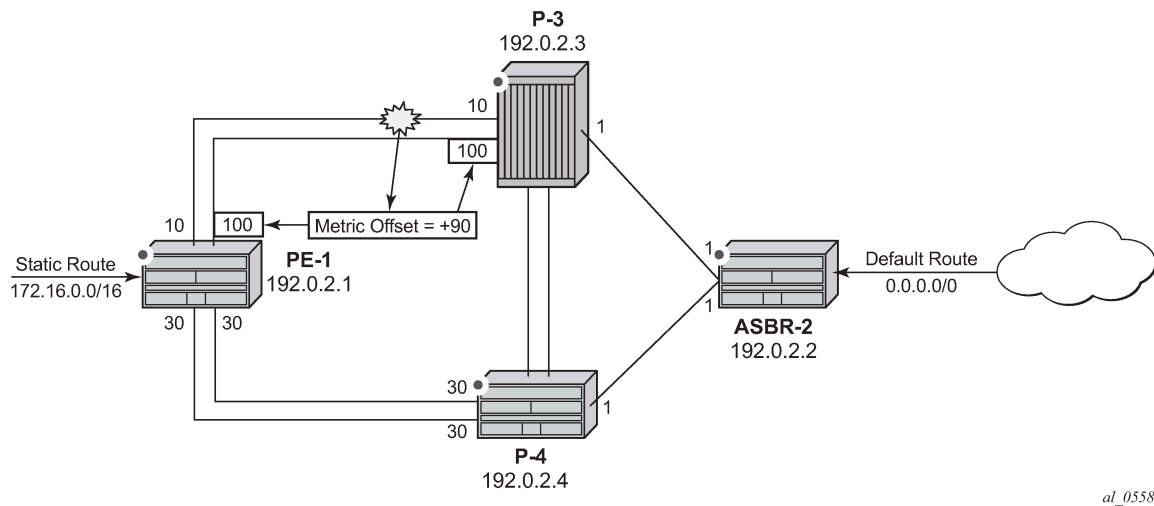 P-3
192.0.2.3
10
1
100
10
100
Metric Offset = +90
Static Route
172.16.0.0/16
PE-1
192.0.2.1
1
1
Default Route
0.0.0.0/0
ASBR-2
192.0.2.2
30
30
30
30
1
P-4
192.0.2.4
al_0558